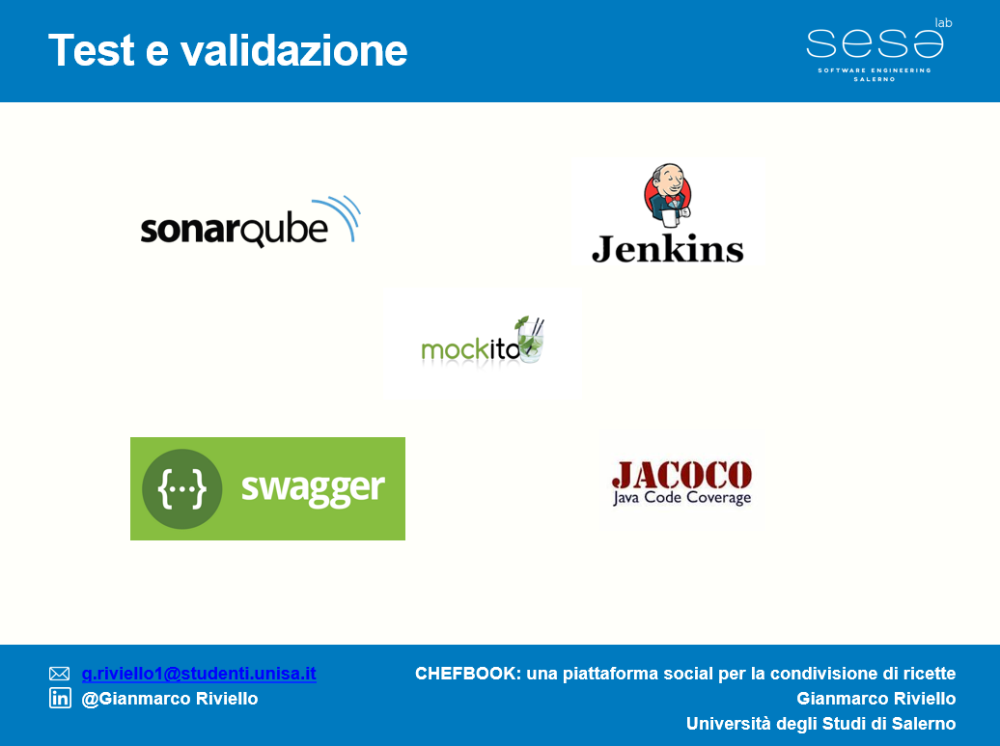 Test e validazione
sesa lab
SOFTWARE ENGINEERING
SALERNO
sonarqube
Jenkins
mockito
{···} swagger
JACOCO
Java Code Coverage
g.riviello1@studenti.unisa.it
in @Gianmarco Riviello
CHEFBOOK: una piattaforma social per la condivisione di ricette
Gianmarco Riviello
Università degli Studi di Salerno